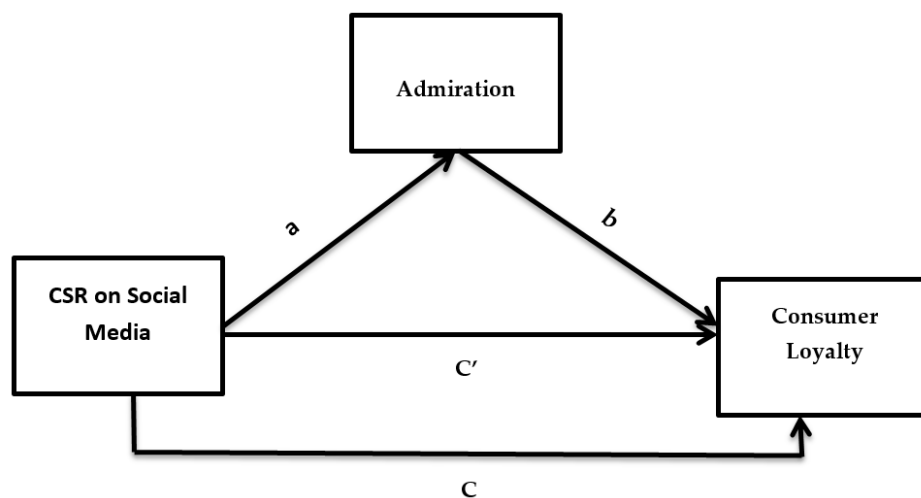 Admiration
a
b
CSR on Social
Media
Consumer
Loyalty
C’
C